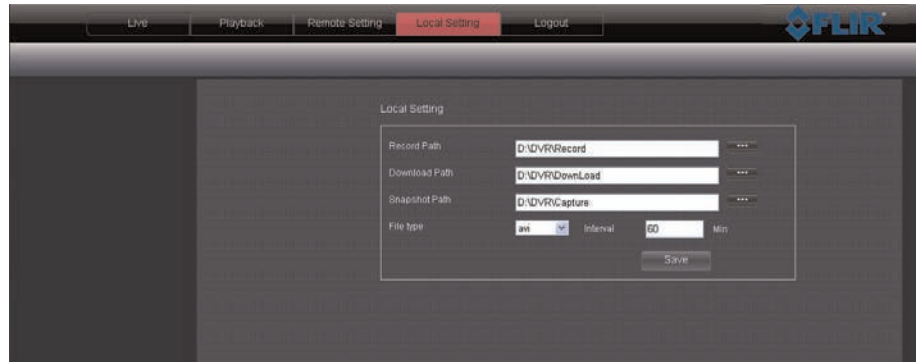 Live Playback Remote Setting Local Setting Logout
FLIR
Local Setting
Record Path D:\DVR\Record ...
Download Path D:\DVR\DownLoad ...
Snapshot Path D:\DVR\Capture ...
File type avi Interval 60 Min
Save